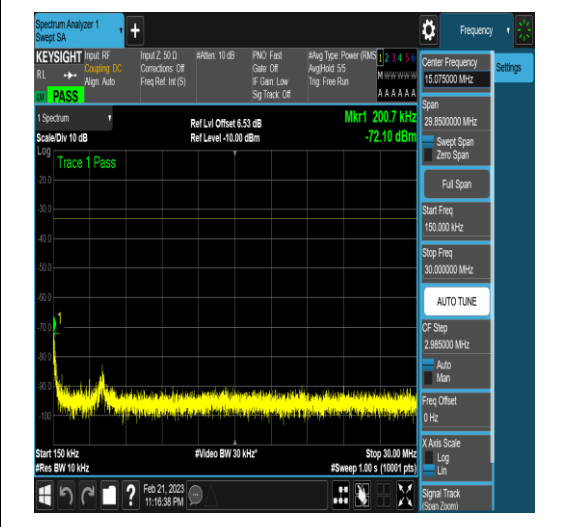 Spectrum Analyzer 1
Swept SA
+
Frequency
KEYSIGHT
RL
PASS
Input: RF
Coupling: DC
Align: Auto
Input Z: 50 Ω
Corrections: Off
Freq Ref: Int (S)
#Atten: 10 dB
PNO: Fast
Gate: Off
IF Gain: Low
Sig Track: Off
#Avg Type: Power (RMS
Avg|Hold: 5/5
Trig: Free Run
1 2 3 4 5 6
M W W W W W
A A A A A A
1 Spectrum
Scale/Div 10 dB
Ref Lvl Offset 6.53 dB
Ref Level -10.00 dBm
Mkr1 200.7 kHz
-72.10 dBm
Log
Trace 1 Pass
-20.0
-30.0
-40.0
-50.0
-60.0
-70.0
-80.0
-90.0
-100
1
Start 150 kHz
#Res BW 10 kHz
#Video BW 30 kHz*
Stop 30.00 MHz
#Sweep 1.00 s (10001 pts)
Feb 21, 2023
11:16:38 PM
?
Center Frequency
15.075000 MHz
Span
29.8500000 MHz
Swept Span
Zero Span
Full Span
Start Freq
150.000 kHz
Stop Freq
30.000000 MHz
AUTO TUNE
CF Step
2.985000 MHz
Auto
Man
Freq Offset
0 Hz
X Axis Scale
Log
Lin
Signal Track
(Span Zoom)
Settings